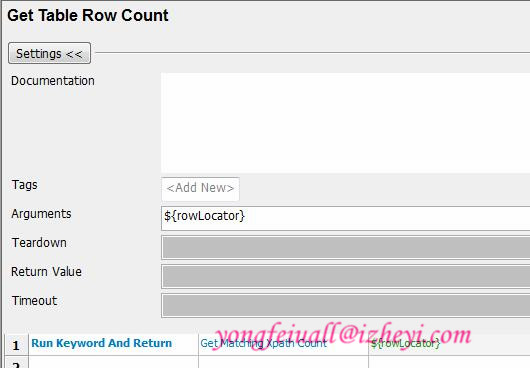 Get Table Row Count
Settings <<
Documentation
Tags
<Add New>
Arguments
${rowLocator}
Teardown
Return Value
Timeout
yongfeiuall@izheyi.com
1 Run Keyword And Return Get Matching Xpath Count ${rowLocator}
2